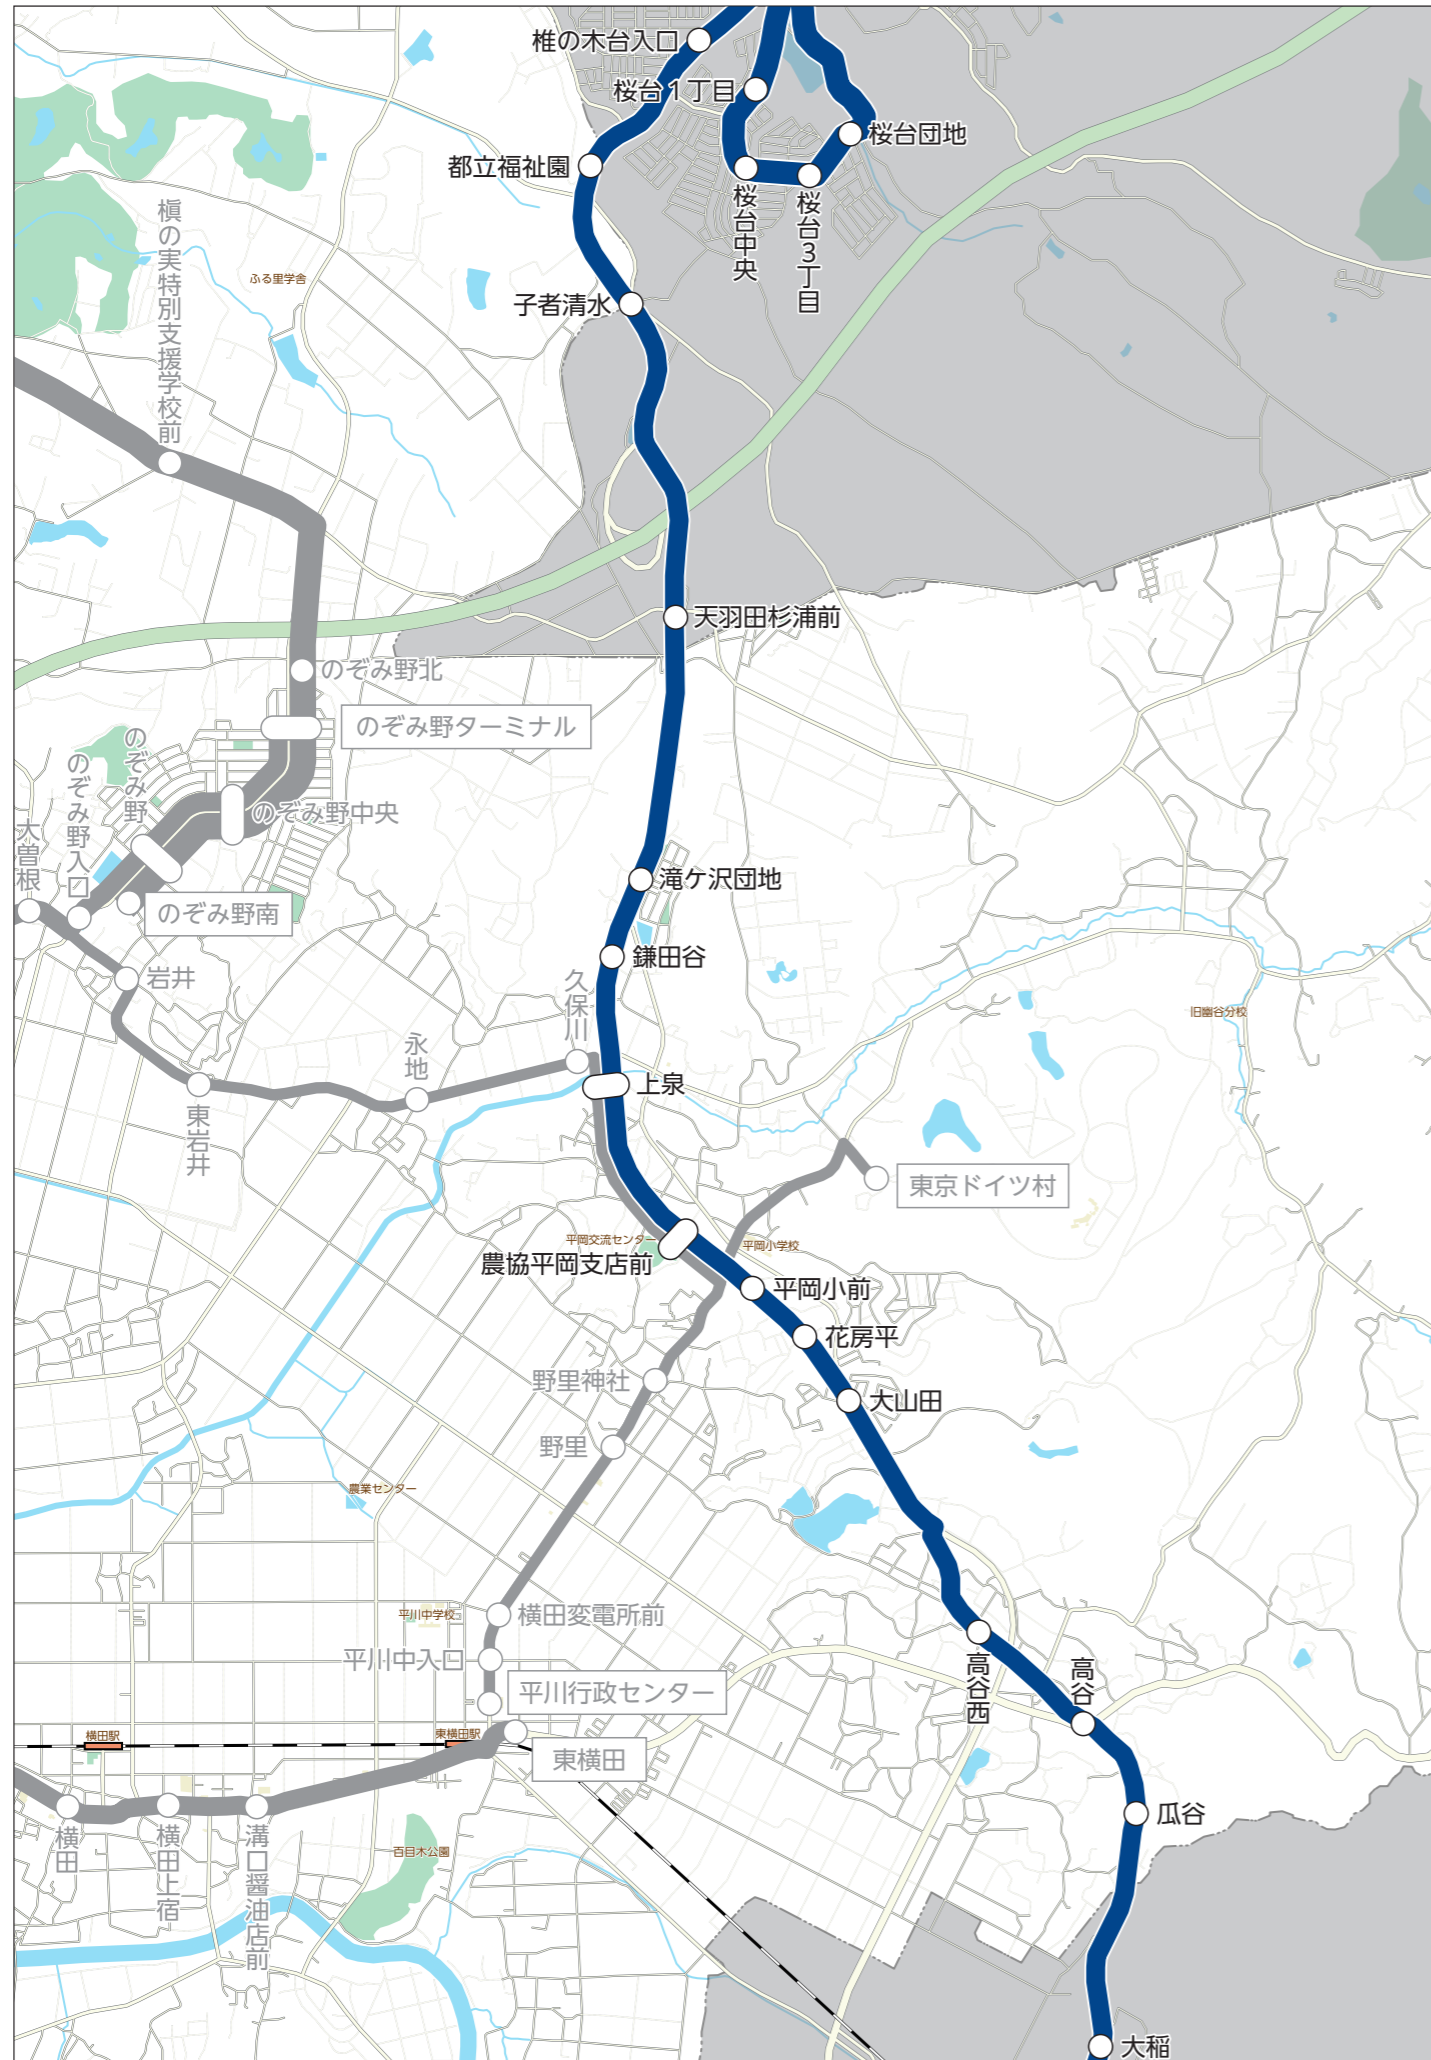 椎の木台入口
桜台１丁目
桜台団地
都立福祉園
桜台中央
桜台３丁目
槇の実特別支援学校前
ふる里学舎
子者清水
天羽田杉浦前
のぞみ野北
のぞみ野ターミナル
のぞみ野
のぞみ野入口
のぞみ野中央
大曽根
滝ケ沢団地
のぞみ野南
鎌田谷
岩井
久保川
旧幽谷分校
永地
上泉
東岩井
東京ドイツ村
平岡交流センター
平岡小学校
農協平岡支店前
平岡小前
花房平
野里神社
大山田
野里
農業センター
平川中学校
横田変電所前
平川中入口
高谷西
高谷
平川行政センター
横田駅
東横田駅
東横田
瓜谷
横田
横田上宿
溝口醤油店前
百目木公園
大稲